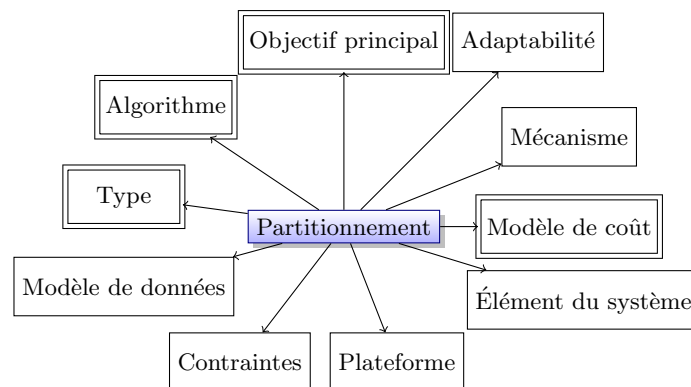 Objectif principal
Adaptabilité
Algorithme
Mécanisme
Type
Partitionnement
Modèle de coût
Modèle de données
Élément du système
Contraintes
Plateforme